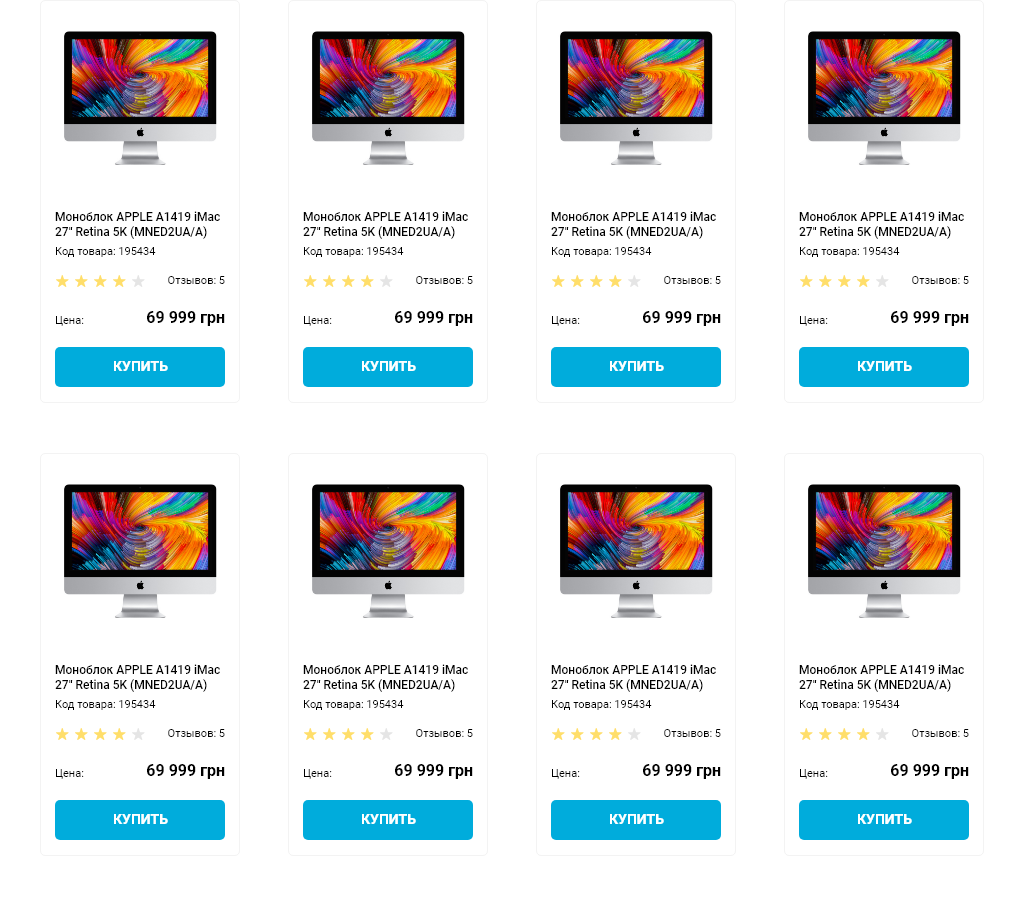 Моноблок APPLE A1419 iMac
27" Retina 5K (MNED2UA/A)
Код товара: 195434
Отзывов: 5
Цена: 69 999 грн
КУПИТЬ
Моноблок APPLE A1419 iMac
27" Retina 5K (MNED2UA/A)
Код товара: 195434
Отзывов: 5
Цена: 69 999 грн
КУПИТЬ
Моноблок APPLE A1419 iMac
27" Retina 5K (MNED2UA/A)
Код товара: 195434
Отзывов: 5
Цена: 69 999 грн
КУПИТЬ
Моноблок APPLE A1419 iMac
27" Retina 5K (MNED2UA/A)
Код товара: 195434
Отзывов: 5
Цена: 69 999 грн
КУПИТЬ
Моноблок APPLE A1419 iMac
27" Retina 5K (MNED2UA/A)
Код товара: 195434
Отзывов: 5
Цена: 69 999 грн
КУПИТЬ
Моноблок APPLE A1419 iMac
27" Retina 5K (MNED2UA/A)
Код товара: 195434
Отзывов: 5
Цена: 69 999 грн
КУПИТЬ
Моноблок APPLE A1419 iMac
27" Retina 5K (MNED2UA/A)
Код товара: 195434
Отзывов: 5
Цена: 69 999 грн
КУПИТЬ
Моноблок APPLE A1419 iMac
27" Retina 5K (MNED2UA/A)
Код товара: 195434
Отзывов: 5
Цена: 69 999 грн
КУПИТЬ